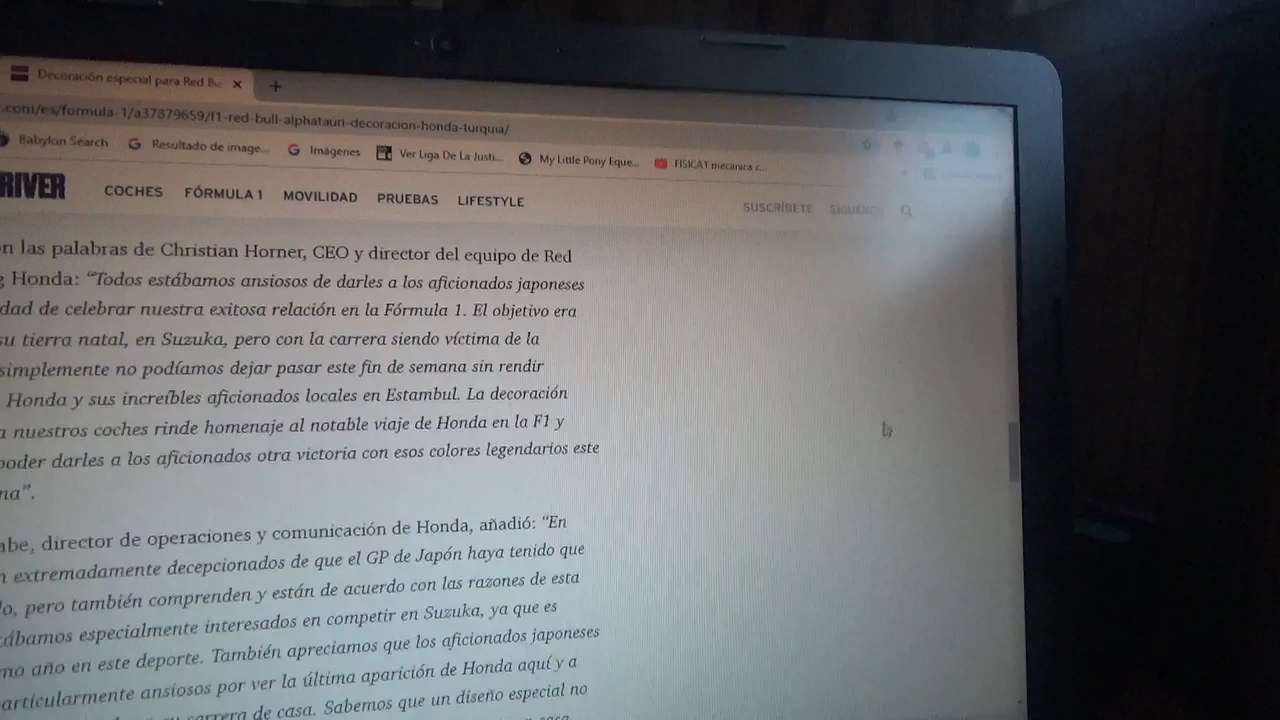 Decoración especial para Red Bu
.com/es/formula-1/a37879659/f1-red-bull-alphatauri-decoracion-honda-turquia/
Babylon Search Resultado de image... Imágenes Ver Liga De La Justi... My Little Pony Eque... FISICA1 mecanica c...
RIVER COCHES FÓRMULA 1 MOVILIDAD PRUEBAS LIFESTYLE SUSCRÍBETE SÍGUENOS
n las palabras de Christian Horner, CEO y director del equipo de Red
g Honda: “Todos estábamos ansiosos de darles a los aficionados japoneses
dad de celebrar nuestra exitosa relación en la Fórmula 1. El objetivo era
su tierra natal, en Suzuka, pero con la carrera siendo víctima de la
simplemente no podíamos dejar pasar este fin de semana sin rendir
Honda y sus increíbles aficionados locales en Estambul. La decoración
a nuestros coches rinde homenaje al notable viaje de Honda en la F1 y
poder darles a los aficionados otra victoria con esos colores legendarios este
na”.
abe, director de operaciones y comunicación de Honda, añadió: “En
n extremadamente decepcionados de que el GP de Japón haya tenido que
lo, pero también comprenden y están de acuerdo con las razones de esta
tábamos especialmente interesados en competir en Suzuka, ya que es
mo año en este deporte. También apreciamos que los aficionados japoneses
articularmente ansiosos por ver la última aparición de Honda aquí y a
carrera de casa. Sabemos que un diseño especial no